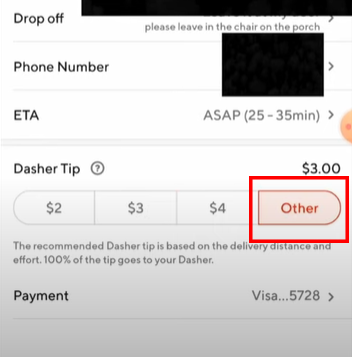 Drop off
please leave in the chair on the porch
Phone Number
ETA ASAP (25 - 35min)
Dasher Tip $3.00
$2 $3 $4 Other
The recommended Dasher tip is based on the delivery distance and
effort. 100% of the tip goes to your Dasher.
Payment Visa...5728